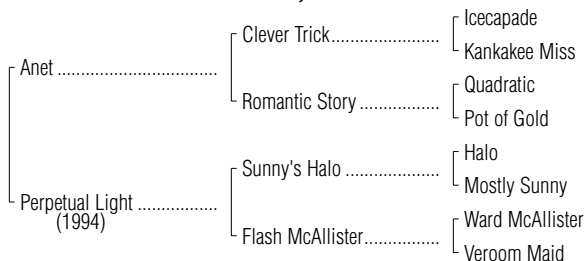 Icecapade
Clever Trick........................
Kankakee Miss
Anet ...................................
Quadratic
Romantic Story .................
Pot of Gold
Halo
Sunny's Halo ....................
Mostly Sunny
Perpetual Light .................
(1994)
Ward McAllister
Flash McAllister................
Veroom Maid